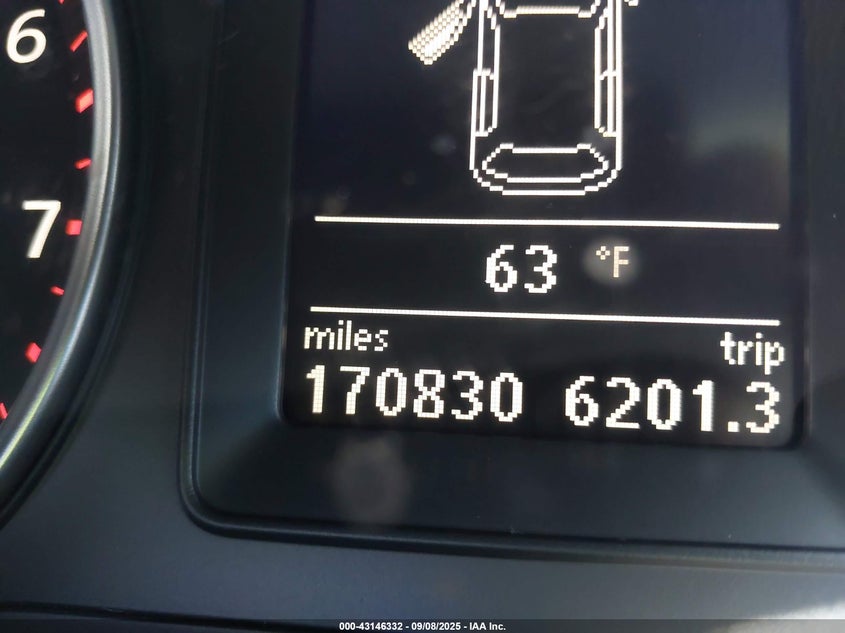 6
7
63 °F
miles trip
170830 6201.3
000-43146332 - 09/08/2025 - IAA Inc.